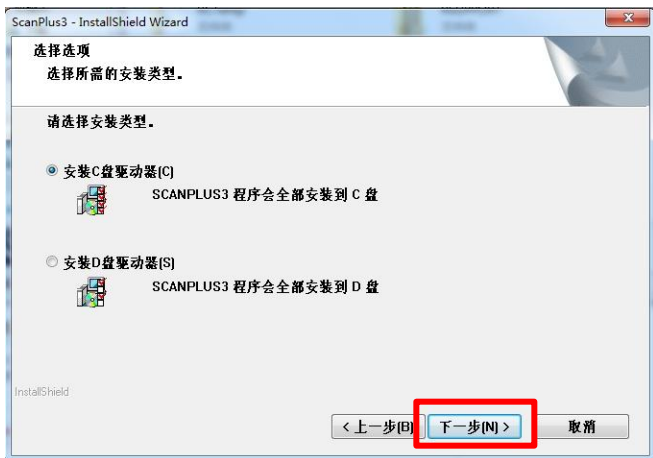 ScanPlus3 - InstallShield Wizard
选择选项
选择所需的安装类型。
请选择安装类型。
安装C盘驱动器(C)
SCANPLUS3 程序会全部安装到 C 盘
安装D盘驱动器(S)
SCANPLUS3 程序会全部安装到 D 盘
InstallShield
< 上一步(B) 下一步(N) > 取消